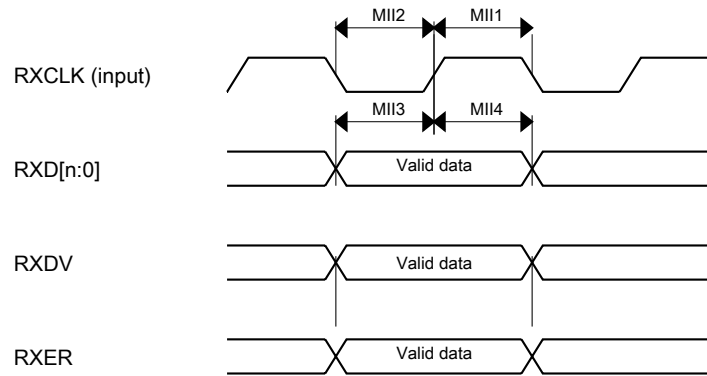 MII2 MII1
RXCLK (input)
MII3 MII4
RXD[n:0] Valid data
RXDV Valid data
RXER Valid data